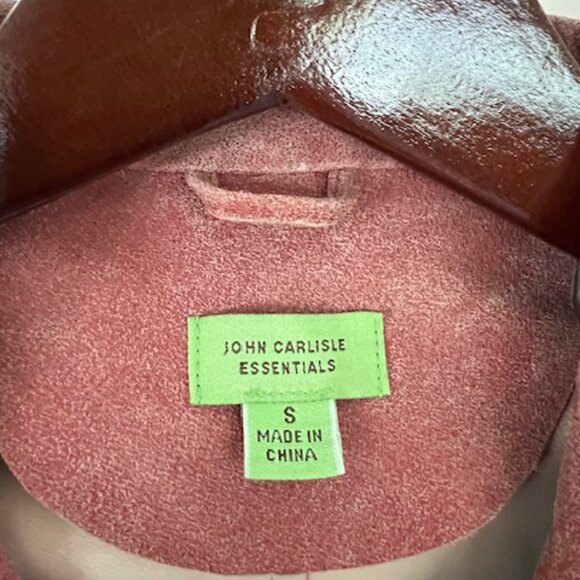 JOHN CARLISLE
ESSENTIALS
S
MADE IN
CHINA